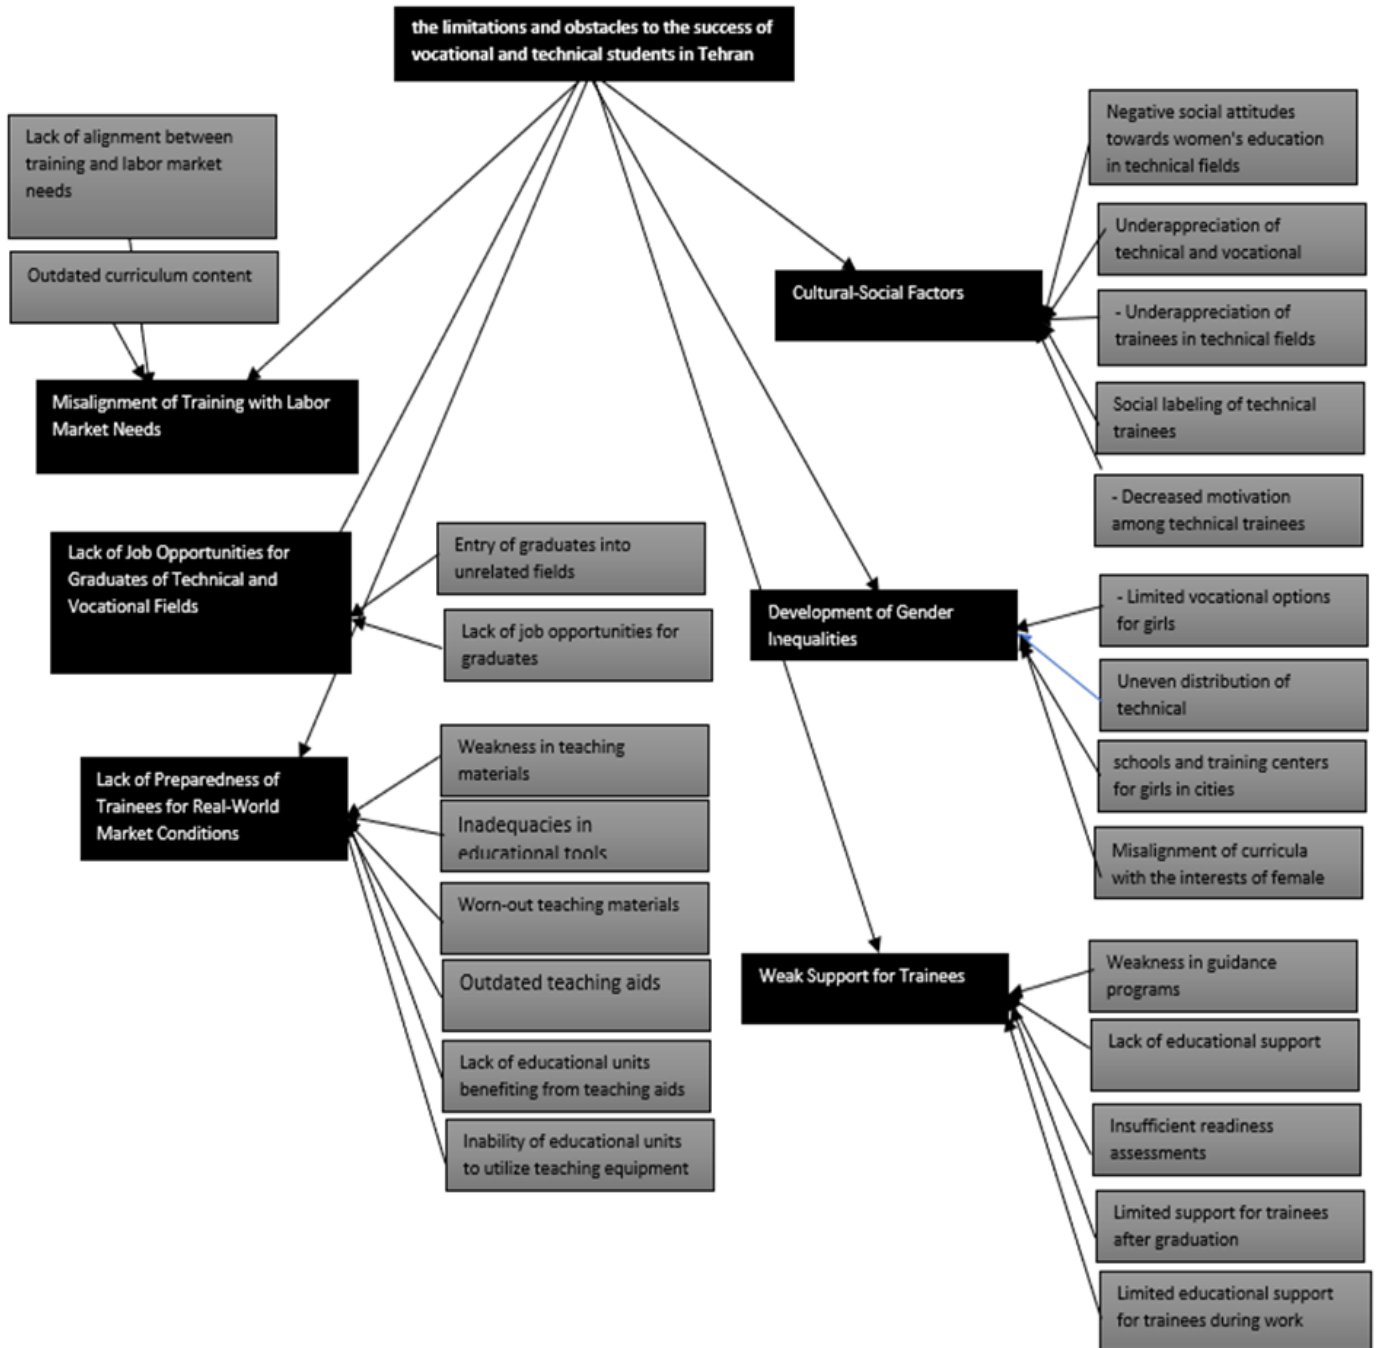 the limitations and obstacles to the success of
vocational and technical students in Tehran
Lack of alignment between
training and labor market
needs
Outdated curriculum content
Misalignment of Training with Labor
Market Needs
Lack of Job Opportunities for
Graduates of Technical and
Vocational Fields
Entry of graduates into
unrelated fields
Lack of job opportunities for
graduates
Lack of Preparedness of
Trainees for Real-World
Market Conditions
Weakness in teaching
materials
Inadequacies in
educational tools
Worn-out teaching materials
Outdated teaching aids
Lack of educational units
benefiting from teaching aids
Inability of educational units
to utilize teaching equipment
Negative social attitudes
towards women's education
in technical fields
Underappreciation of
technical and vocational
Cultural-Social Factors
- Underappreciation of
trainees in technical fields
Social labeling of technical
trainees
- Decreased motivation
among technical trainees
Development of Gender
Inequalities
- Limited vocational options
for girls
Uneven distribution of
technical
schools and training centers
for girls in cities
Misalignment of curricula
with the interests of female
Weak Support for Trainees
Weakness in guidance
programs
Lack of educational support
Insufficient readiness
assessments
Limited support for trainees
after graduation
Limited educational support
for trainees during work